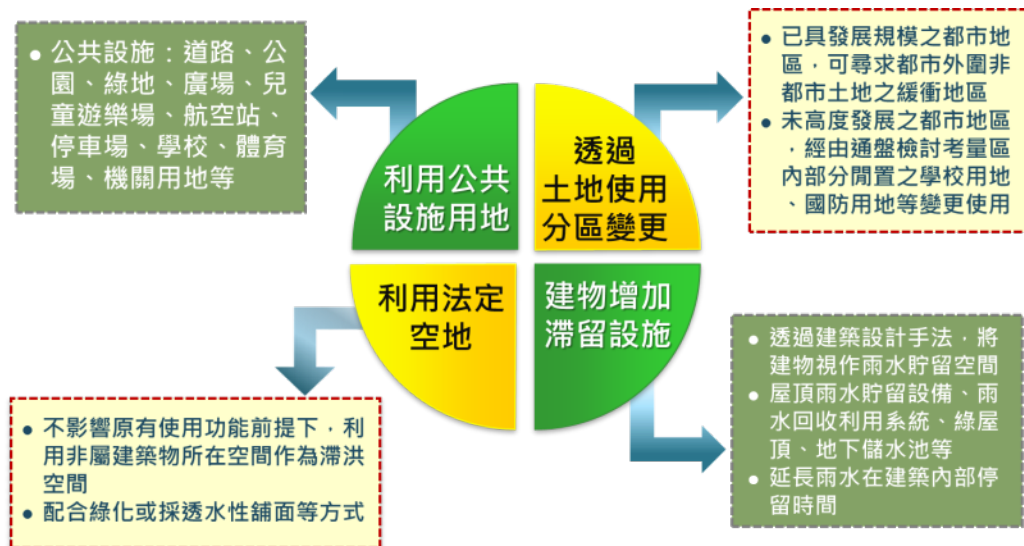 ● 公共設施：道路、公
園、綠地、廣場、兒
童遊樂場、航空站、
停車場、學校、體育
場、機關用地等
利用公共
設施用地
透過
土地使用
分區變更
● 已具發展規模之都市地
區，可尋求都市外圍非
都市土地之緩衝地區
● 未高度發展之都市地區
，經由通盤檢討考量區
內部分閒置之學校用地
、國防用地等變更使用
利用法定
空地
建物增加
滯留設施
● 不影響原有使用功能前提下，利
用非屬建築物所在空間作為滯洪
空間
● 配合綠化或採透水性舖面等方式
● 透過建築設計手法，將
建物視作雨水貯留空間
● 屋頂雨水貯留設備、雨
水回收利用系統、綠屋
頂、地下儲水池等
● 延長雨水在建築內部停
留時間